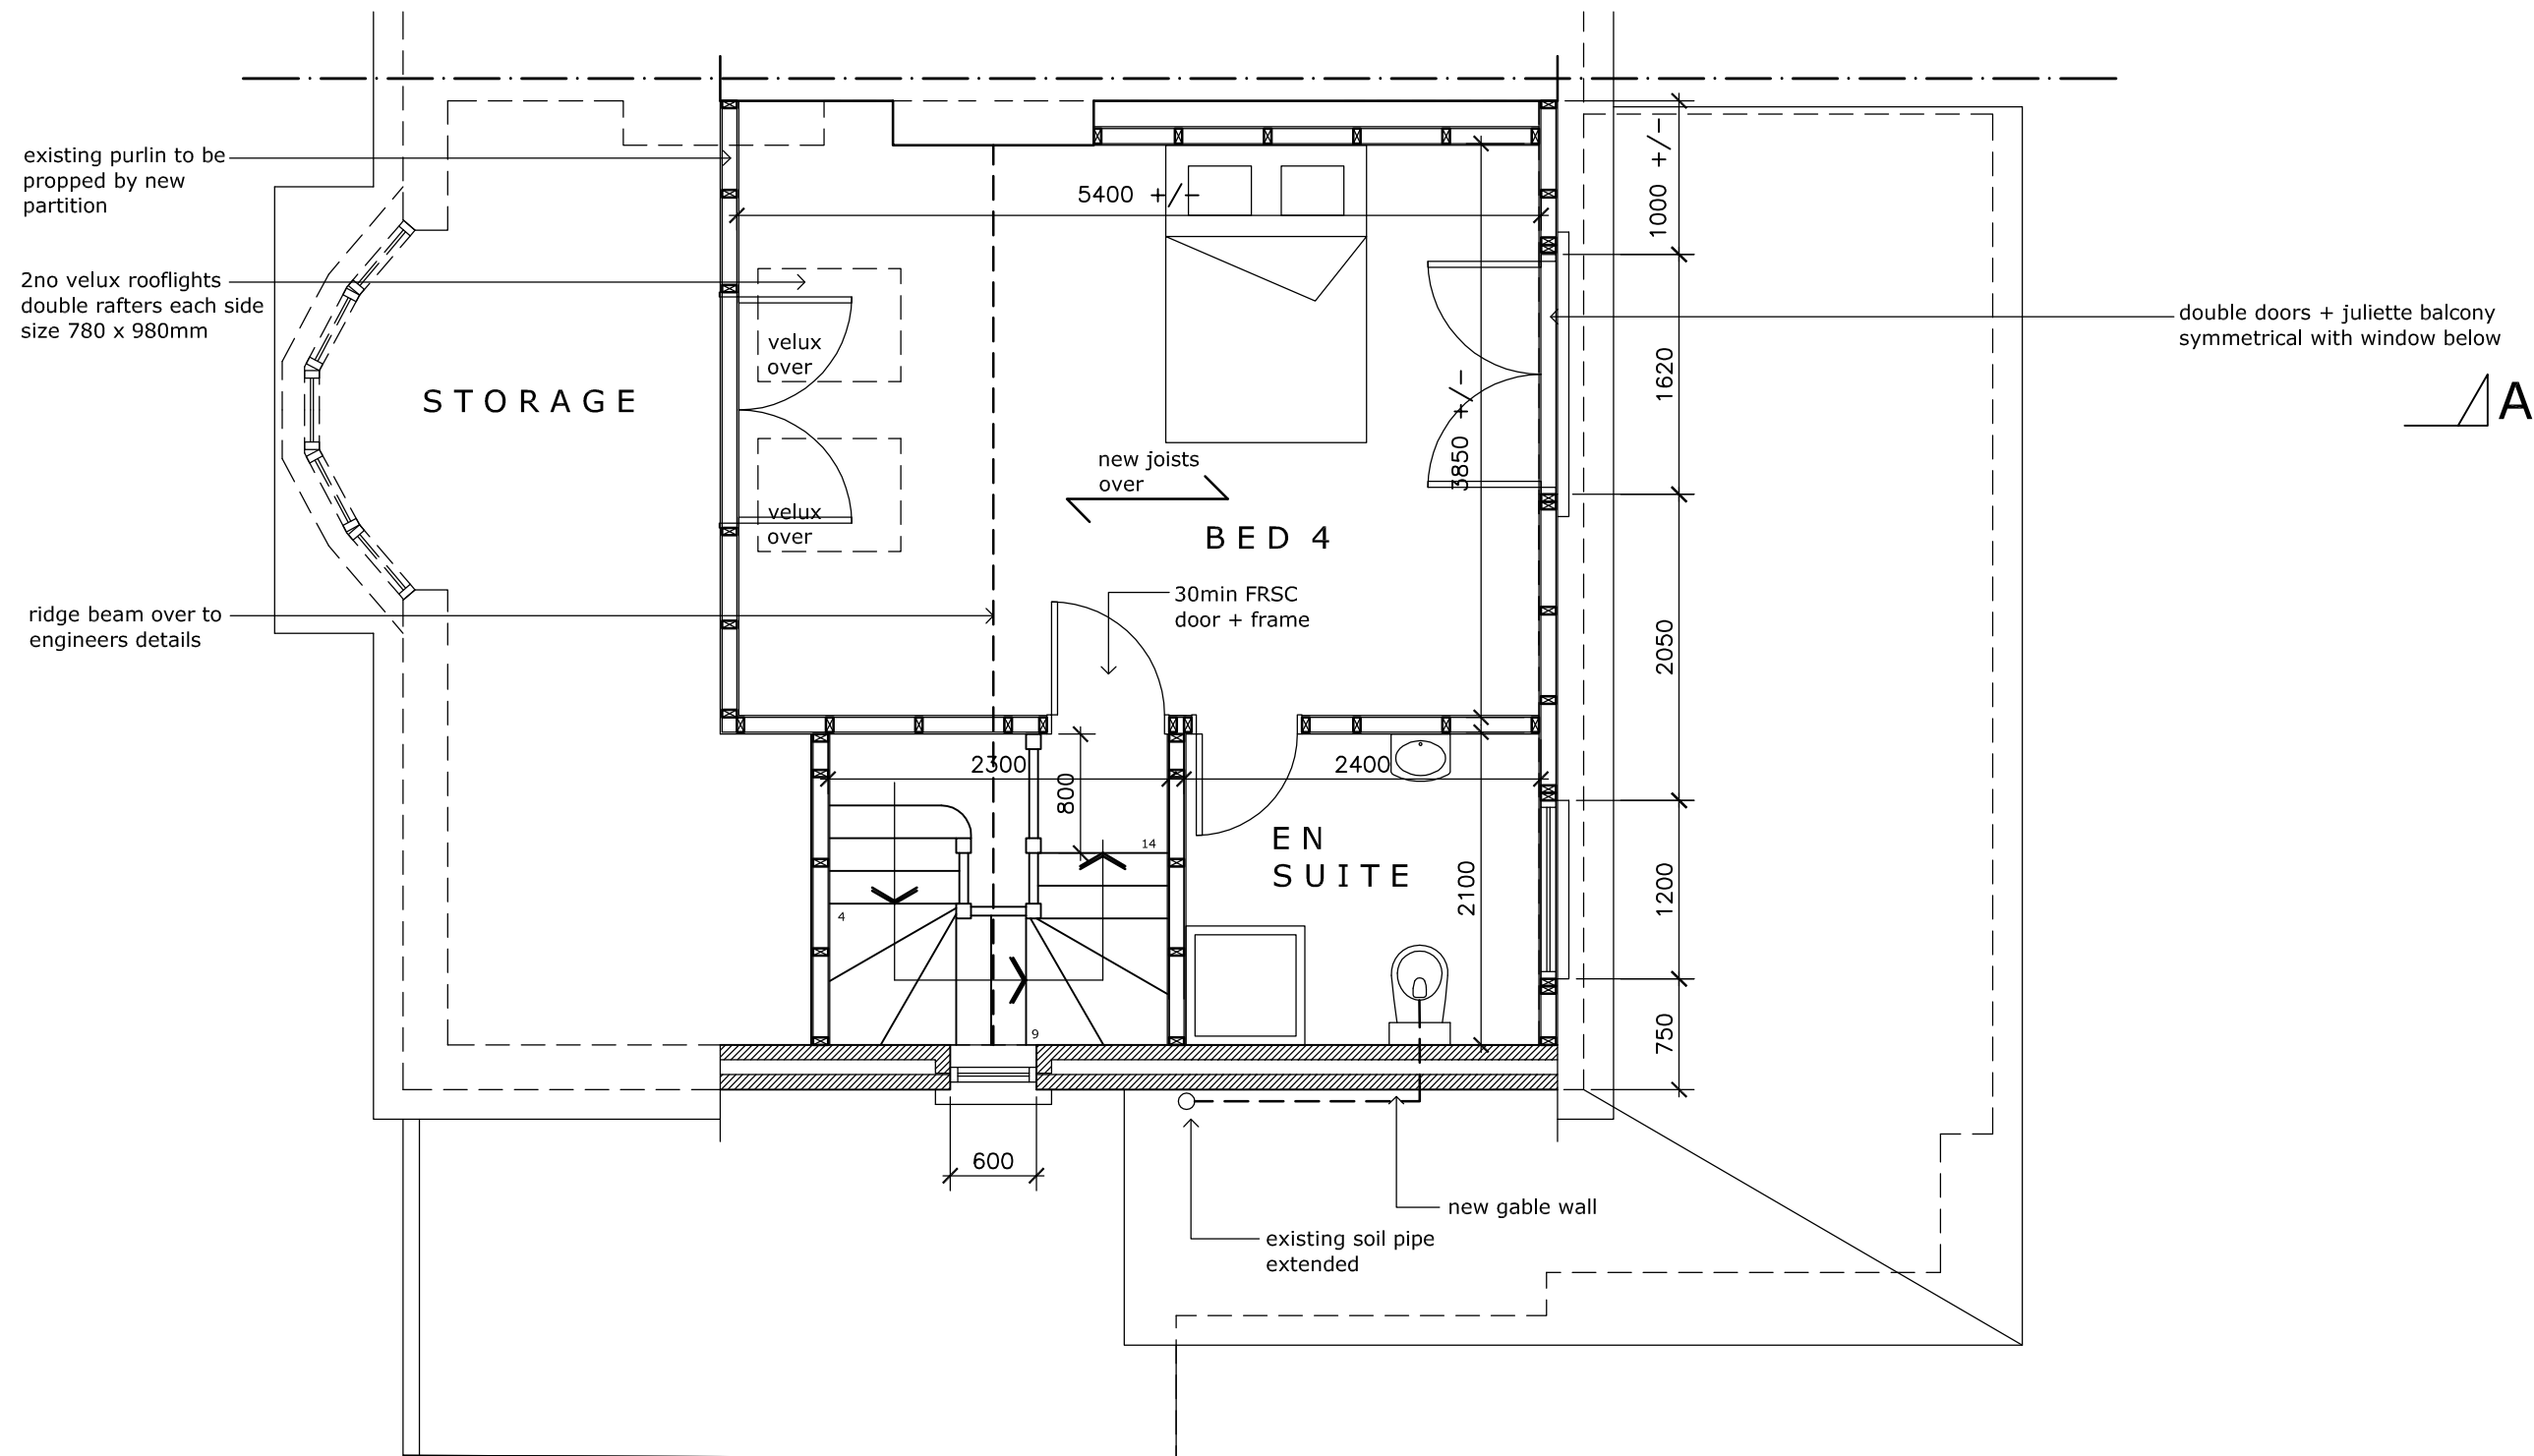 existing purlin to be
propped by new
partition
2no velux rooflights
double rafters each side
size 780 x 980mm
ridge beam over to
engineers details
STORAGE
velux
over
velux
over
5400 +/-
new joists
over
BED 4
3850 +/-
30min FRSC
door + frame
1000 +/-
1620
2050
1200
750
double doors + juliette balcony
symmetrical with window below
A
2300
800
2400
14
4
9
EN
SUITE
2100
600
new gable wall
existing soil pipe
extended